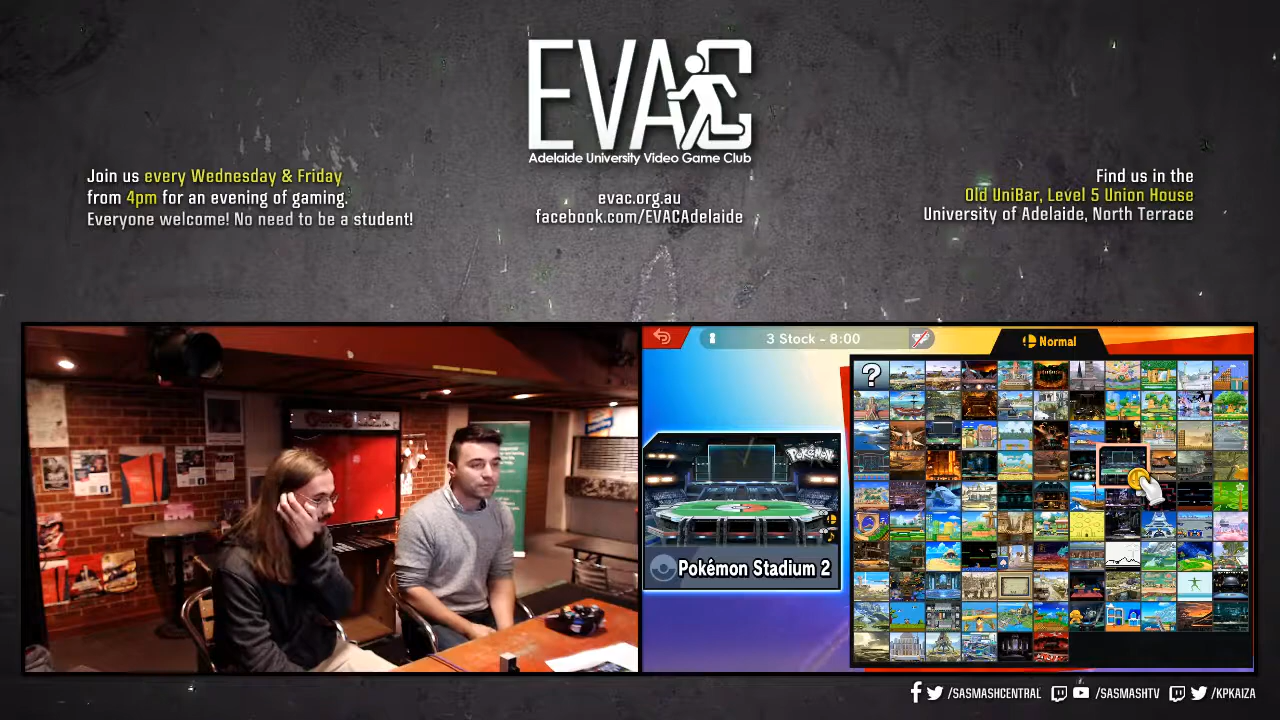 EVAC
Adelaide University Video Game Club
Join us every Wednesday & Friday
from 4pm for an evening of gaming.
Everyone welcome! No need to be a student!
evac.org.au
facebook.com/EVACAdelaide
Find us in the
Old UniBar, Level 5 Union House
University of Adelaide, North Terrace
3 Stock - 8:00
Normal
?
POKéMON
Pokémon Stadium 2
/SASMASHCENTRAL
/SASMASHTV
/KPKAIZA